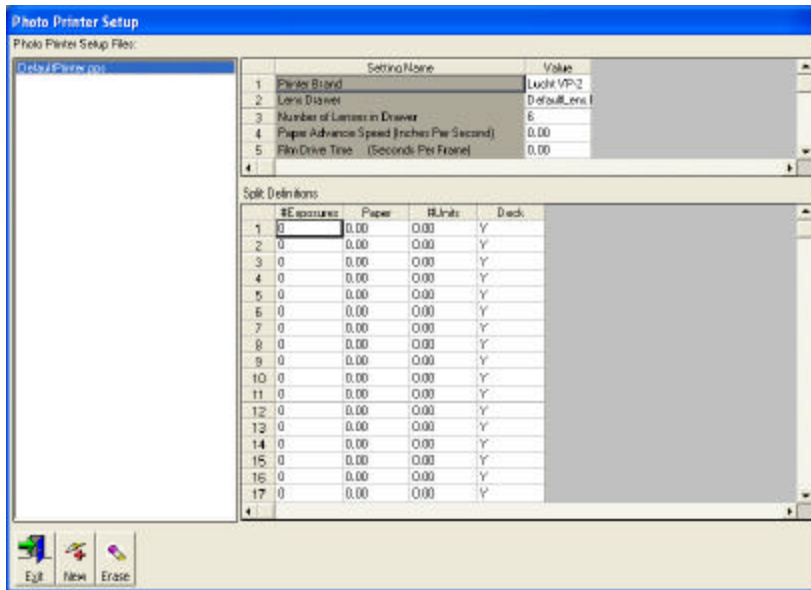 Photo Printer Setup
Photo Printer Setup Files:
DefaultPrinter.pps
Setting Name Value
1 Printer Brand Lucht VP-2
2 Lens Drawer DefaultLens
3 Number of Lenses in Drawer 6
4 Paper Advance Speed (Inches Per Second) 0.00
5 Film Drive Time (Seconds Per Frame) 0.00
Split Definitions
#Exposures Paper #Units Deck
1 0 0.00 0.00 Y
2 0 0.00 0.00 Y
3 0 0.00 0.00 Y
4 0 0.00 0.00 Y
5 0 0.00 0.00 Y
6 0 0.00 0.00 Y
7 0 0.00 0.00 Y
8 0 0.00 0.00 Y
9 0 0.00 0.00 Y
10 0 0.00 0.00 Y
11 0 0.00 0.00 Y
12 0 0.00 0.00 Y
13 0 0.00 0.00 Y
14 0 0.00 0.00 Y
15 0 0.00 0.00 Y
16 0 0.00 0.00 Y
17 0 0.00 0.00 Y
Exit New Erase